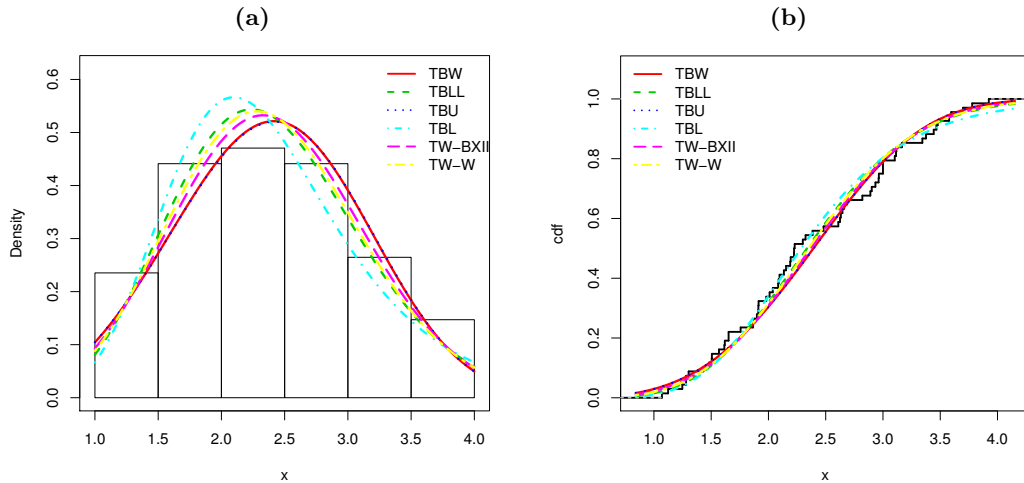 (a)
Density
0.0 0.1 0.2 0.3 0.4 0.5 0.6
TBW
TBLL
TBU
TBL
TW−BXII
TW−W
1.0 1.5 2.0 2.5 3.0 3.5 4.0
x
(b)
cdf
0.0 0.2 0.4 0.6 0.8 1.0
TBW
TBLL
TBU
TBL
TW−BXII
TW−W
1.0 1.5 2.0 2.5 3.0 3.5 4.0
x